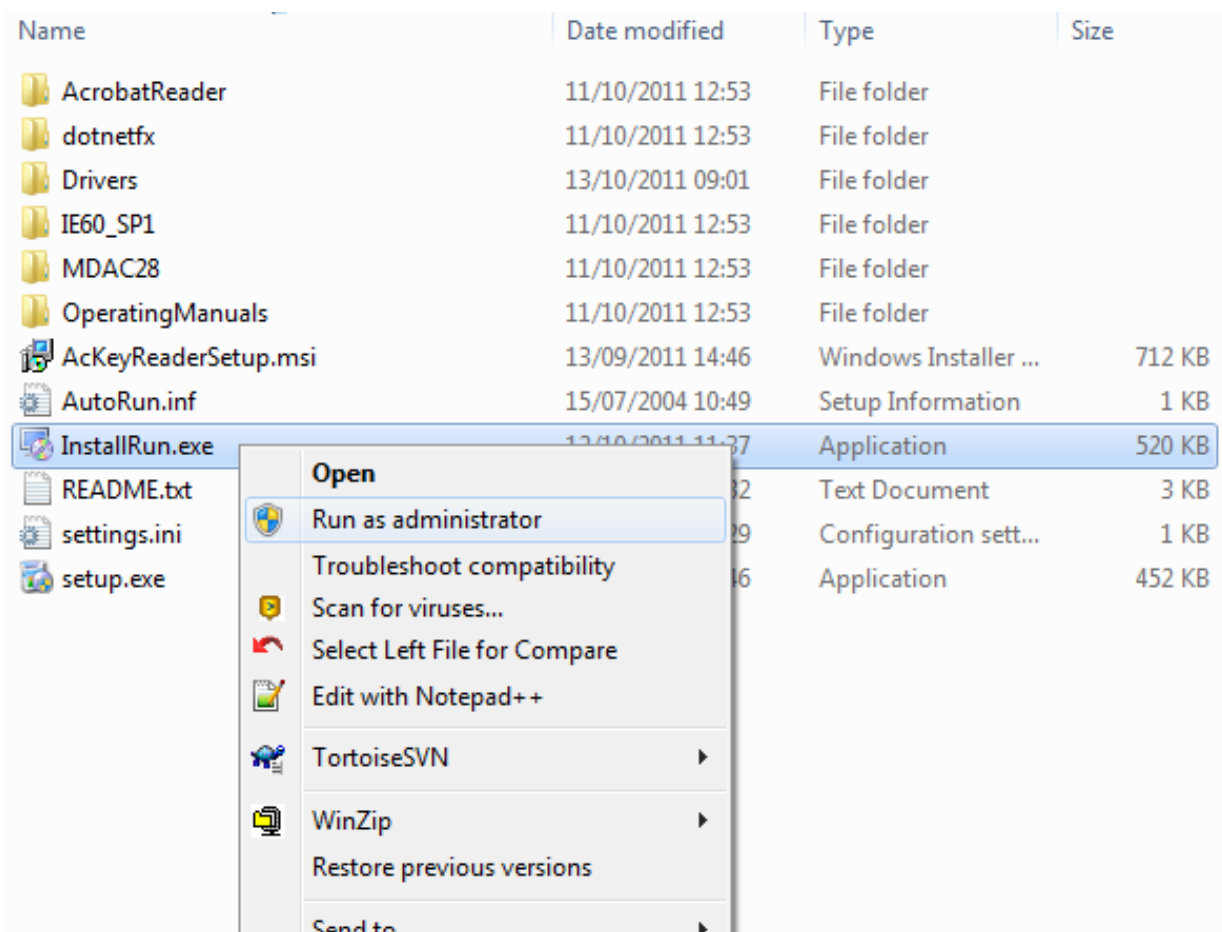 Name Date modified Type Size
AcrobatReader 11/10/2011 12:53 File folder
dotnetfx 11/10/2011 12:53 File folder
Drivers 13/10/2011 09:01 File folder
IE60_SP1 11/10/2011 12:53 File folder
MDAC28 11/10/2011 12:53 File folder
OperatingManuals 11/10/2011 12:53 File folder
AcKeyReaderSetup.msi 13/09/2011 14:46 Windows Installer ... 712 KB
AutoRun.inf 15/07/2004 10:49 Setup Information 1 KB
InstallRun.exe Application 520 KB
README.txt Text Document 3 KB
settings.ini Configuration sett... 1 KB
setup.exe Application 452 KB
Open
Run as administrator
Troubleshoot compatibility
Scan for viruses...
Select Left File for Compare
Edit with Notepad++
TortoiseSVN
WinZip
Restore previous versions
Send to